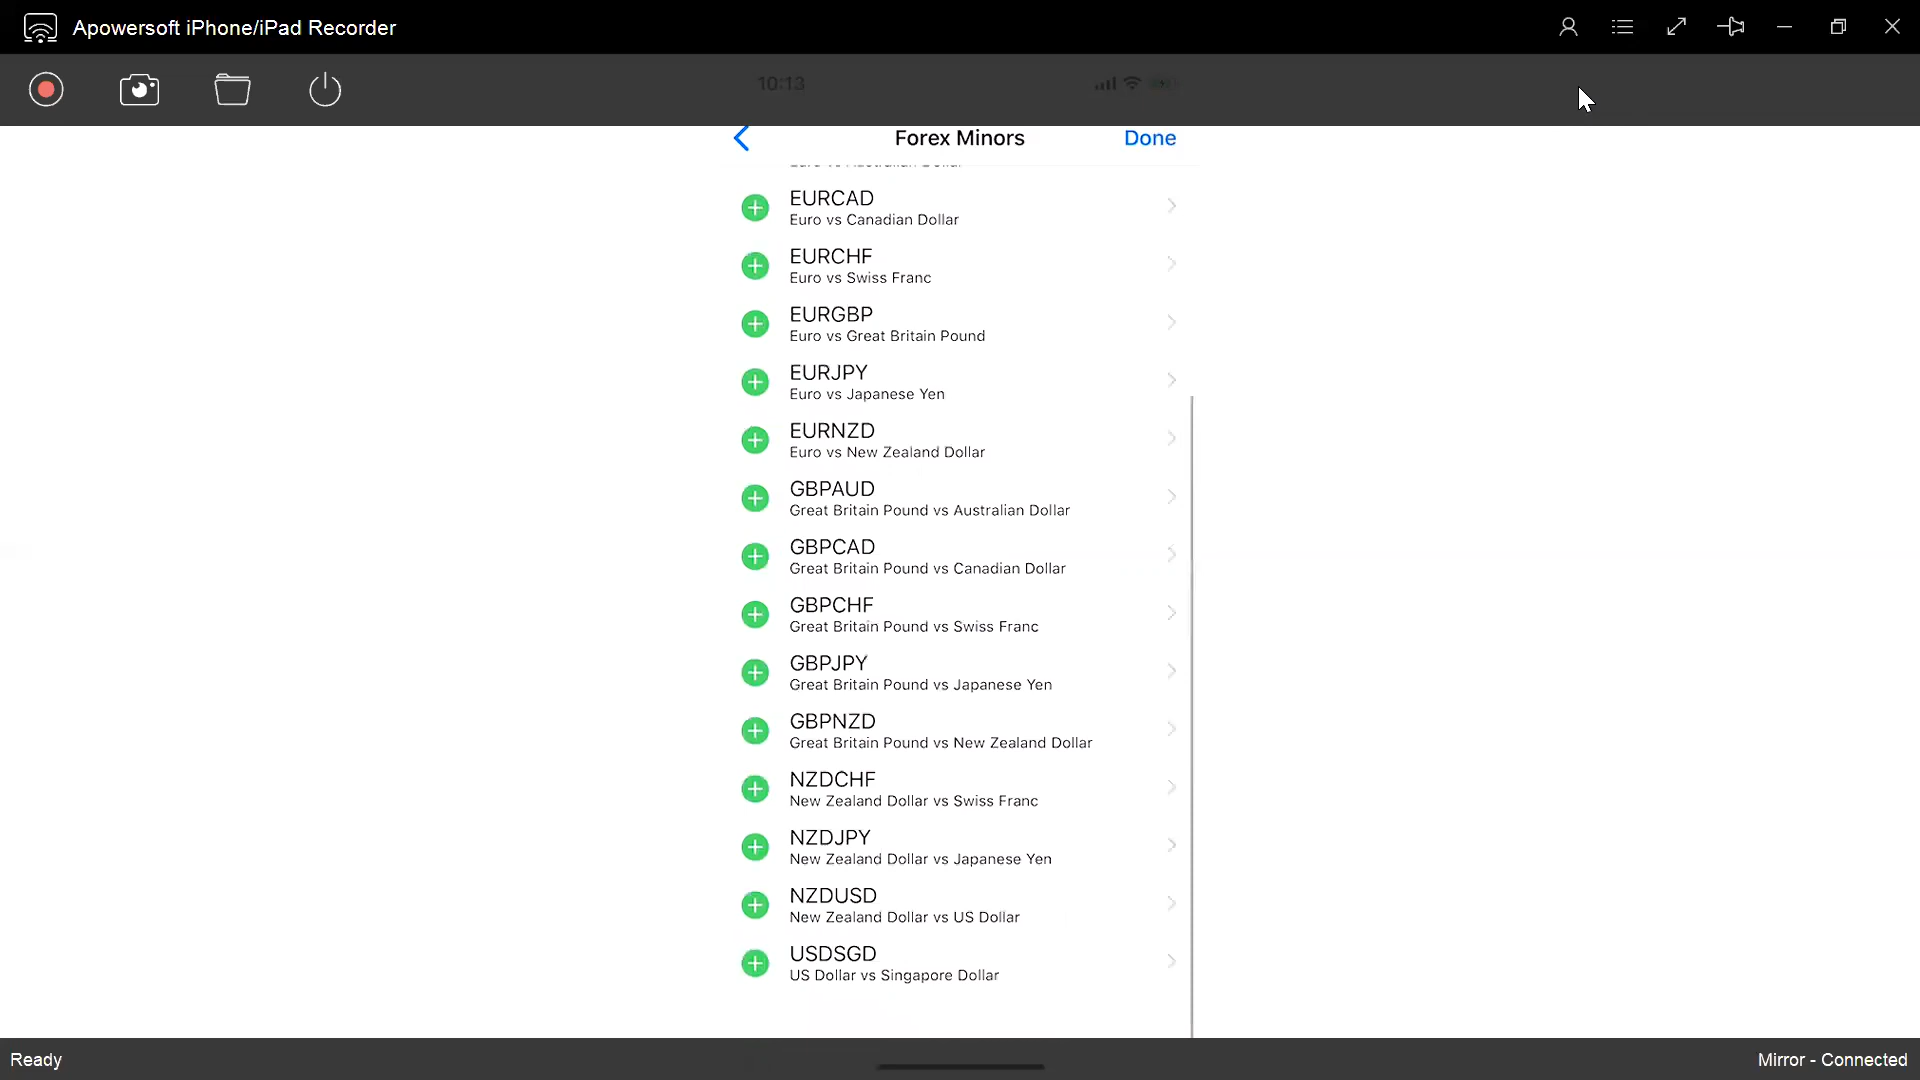 Apowersoft iPhone/iPad Recorder
10:13
Forex Minors
Done
EURCAD
Euro vs Canadian Dollar
EURCHF
Euro vs Swiss Franc
EURGBP
Euro vs Great Britain Pound
EURJPY
Euro vs Japanese Yen
EURNZD
Euro vs New Zealand Dollar
GBPAUD
Great Britain Pound vs Australian Dollar
GBPCAD
Great Britain Pound vs Canadian Dollar
GBPCHF
Great Britain Pound vs Swiss Franc
GBPJPY
Great Britain Pound vs Japanese Yen
GBPNZD
Great Britain Pound vs New Zealand Dollar
NZDCHF
New Zealand Dollar vs Swiss Franc
NZDJPY
New Zealand Dollar vs Japanese Yen
NZDUSD
New Zealand Dollar vs US Dollar
USDSGD
US Dollar vs Singapore Dollar
Ready
Mirror - Connected